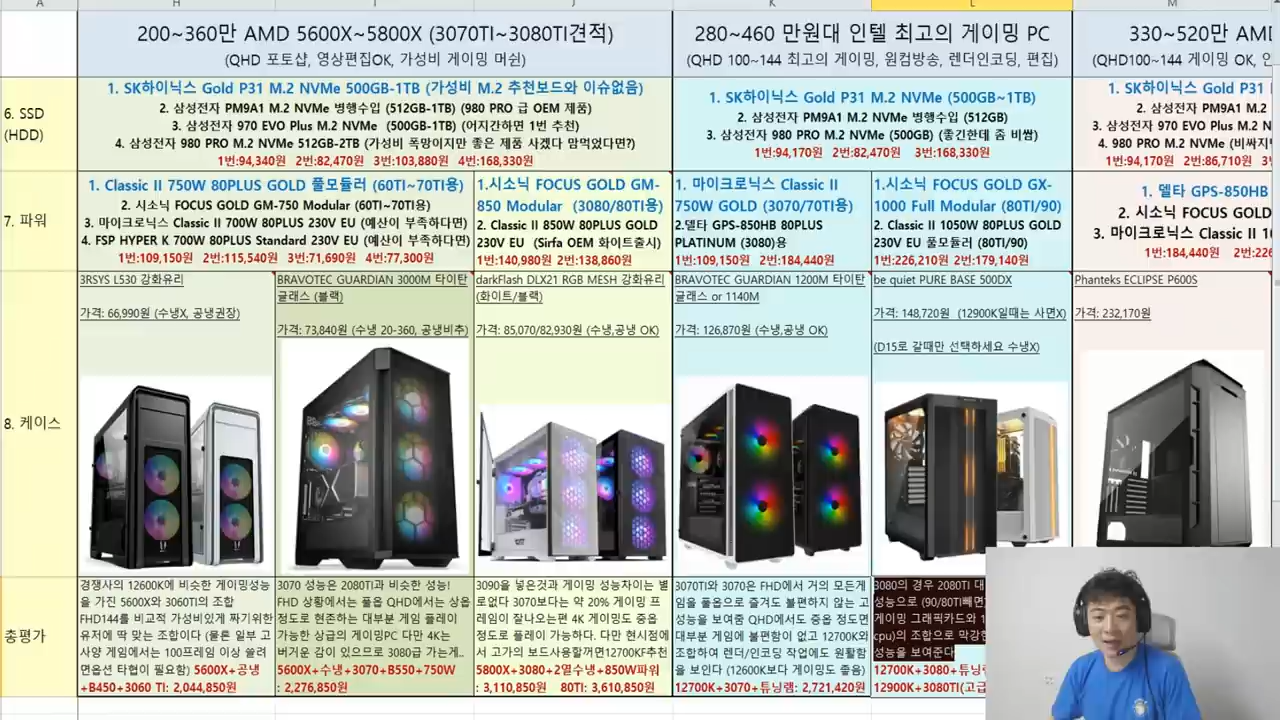 A
H
J
K
L
M
200~360만 AMD 5600X~5800X (3070TI~3080TI견적)
(QHD 포토샵, 영상편집OK, 가성비 게이밍 머쉰)
280~460 만원대 인텔 최고의 게이밍 PC
(QHD 100~144 최고의 게이밍, 원컴방송, 렌더인코딩, 편집)
330~520만 AMD
(QHD100~144 게이밍 OK, 인
6. SSD
(HDD)
1. SK하이닉스 Gold P31 M.2 NVMe 500GB-1TB (가성비 M.2 추천보드와 이슈없음)
2. 삼성전자 PM9A1 M.2 NVMe 병행수입 (512GB-1TB) (980 PRO 급 OEM 제품)
3. 삼성전자 970 EVO Plus M.2 NVMe (500GB-1TB) (어지간하면 1번 추천)
4. 삼성전자 980 PRO M.2 NVMe 512GB-2TB (가성비 폭망이지만 좋은 제품 사겠다 맘먹었다면?)
1번:94,340원 2번:82,470원 3번:103,880원 4번:168,330원
1. SK하이닉스 Gold P31 M.2 NVMe (500GB~1TB)
2. 삼성전자 PM9A1 M.2 NVMe 병행수입 (512GB)
3. 삼성전자 980 PRO M.2 NVMe (500GB) (좋긴한데 좀 비쌈)
1번:94,170원 2번:82,470원 3번:168,330원
1. SK하이닉스 Gold P31 I
2. 삼성전자 PM9A1 M.2
3. 삼성전자 970 EVO Plus M.2 N
4. 980 PRO M.2 NVMe (비싸지만
1번:94,170원 2번:86,710원 3번
7. 파워
1. Classic II 750W 80PLUS GOLD 풀모듈러 (60TI~70TI용)
2. 시소닉 FOCUS GOLD GM-750 Modular (60TI~70TI용)
3. 마이크로닉스 Classic II 700W 80PLUS 230V EU (예산이 부족하다면)
4. FSP HYPER K 700W 80PLUS Standard 230V EU (예산이 부족하다면)
1번:109,150원 2번:115,540원 3번:71,690원 4번:77,300원
1.시소닉 FOCUS GOLD GM-
850 Modular (3080/80TI용)
2. Classic II 850W 80PLUS GOLD
230V EU (Sirfa OEM 화이트출시)
1번:140,980원 2번:138,860원
1. 마이크로닉스 Classic II
750W GOLD (3070/70TI용)
2.델타 GPS-850HB 80PLUS
PLATINUM (3080)용
1번:109,150원 2번:184,440원
1.시소닉 FOCUS GOLD GX-
1000 Full Modular (80TI/90)
2. Classic II 1050W 80PLUS GOLD
230V EU 풀모듈러 (80TI/90)
1번:226,210원 2번:179,140원
1. 델타 GPS-850HB
2. 시소닉 FOCUS GOLD
3. 마이크로닉스 Classic II 10
1번:184,440원 2번:226
8. 케이스
3RSYS L530 강화유리
가격: 66,990원 (수냉X, 공냉권장)
BRAVOTEC GUARDIAN 3000M 타이탄
글래스 (블랙)
가격: 73,840원 (수냉 20-360, 공냉비추)
darkFlash DLX21 RGB MESH 강화유리
(화이트/블랙)
가격: 85,070/82,930원 (수냉,공냉 OK)
BRAVOTEC GUARDIAN 1200M 타이탄
글래스 or 1140M
가격: 126,870원 (수냉,공냉 OK)
be quiet PURE BASE 500DX
가격: 148,720원 (12900K일때는 사면X)
(D15로 갈때만 선택하세요 수냉X)
Phanteks ECLIPSE P600S
가격: 232,170원
총평가
경쟁사의 12600K에 비슷한 게이밍성능
을 가진 5600X와 3060TI의 조합
FHD144를 비교적 가성비있게 짜기위한
유저에 딱 맞는 조합이다 (물론 일부 고
사양 게임에서는 100프레임 이상 쓸려
면옵션 타협이 필요함) 5600X+공냉
+B450+3060 TI: 2,044,850원
3070 성능은 2080TI과 비슷한 성능!
FHD 상황에서는 풀옵 QHD에서는 상옵
정도로 현존하는 대부분 게임 플레이
가능한 상급의 게이밍PC 다만 4K는
버거운 감이 있으므로 3080급 가는게..
5600X+수냉+3070+B550+750W
: 2,276,850원
3090을 넣은것과 게이밍 성능차이는 별
로없다 3070보다는 약 20% 게이밍 프
레임이 잘나오는편 4K 게이밍도 중옵
정도로 플레이 가능하다. 다만 현시점에
서 고가의 보드사용할꺼면12700KF추천
5800X+3080+2열수냉+850W파워
: 3,110,850원 80TI: 3,610,850원
3070TI와 3070은 FHD에서 거의 모든게
임을 풀옵으로 즐겨도 불편하지 않는 고
성능을 보여중 QHD에서도 중옵 정도면
대부분 게임에 불편함이 없고 12700K와
조합하여 렌더/인코딩 작업에도 원활함
을 보인다 (12600K보다 게이밍도 좋음)
12700K+3070+튜닝램: 2,721,420원
3080의 경우 2080TI 대
성능으로 (90/80TI빼면
게이밍 그래픽카드와 1
cpu)의 조합으로 막강한
성능을 보여준다
12700K+3080+튜닝램
12900K+3080TI(고급